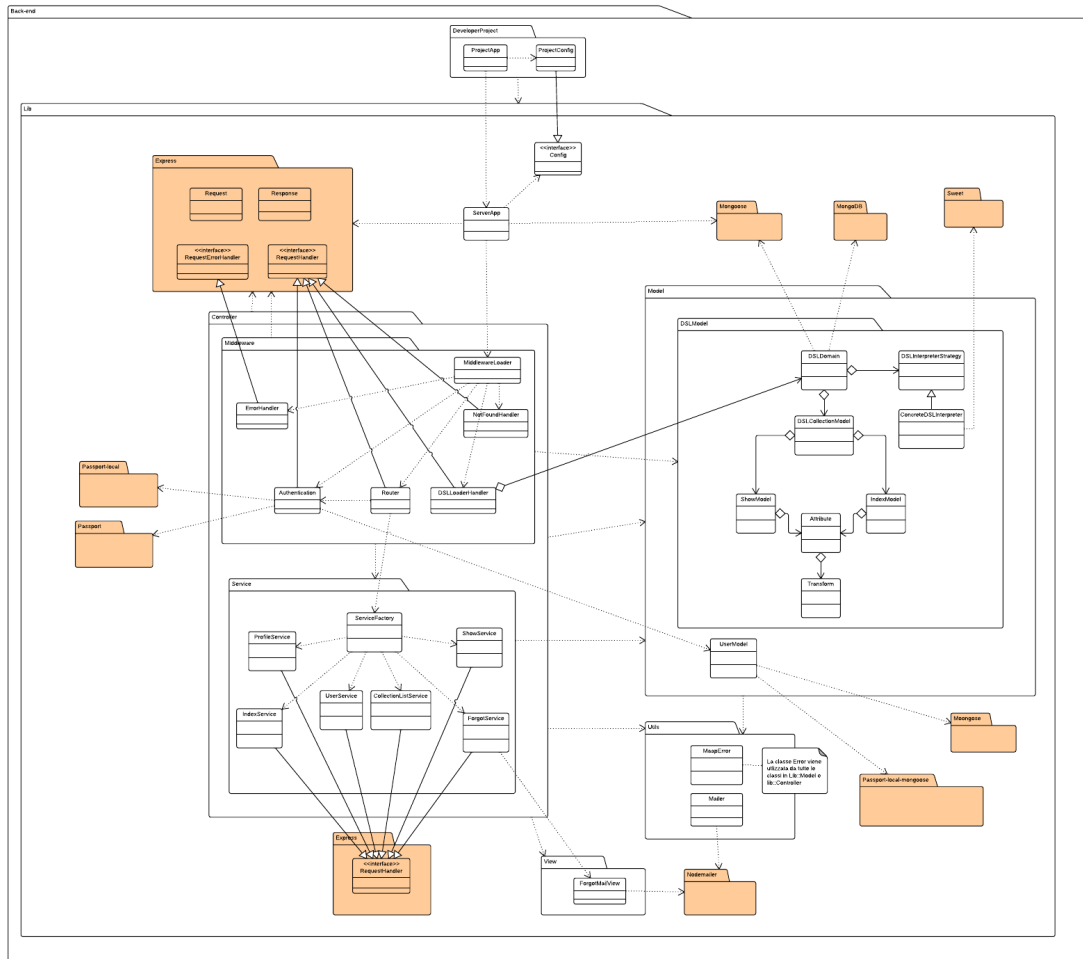 Back-end
DeveloperProject
ProjectApp
ProjectConfig
Lib
<<interface>>
Config
Express
Request
Response
ServerApp
<<interface>>
RequestErrorHandler
<<interface>>
RequestHandler
Mongoose
MongoDB
Sweet
Controller
Middleware
MiddlewareLoader
ErrorHandler
NotFoundHandler
Authentication
Router
DSLLoaderHandler
Passport-local
Passport
Model
DSLModel
DSLDomain
DSLInterpreterStrategy
DSLCollectionModel
ConcreteDSLInterpreter
ShowModel
IndexModel
Attribute
Transform
UserModel
Service
ServiceFactory
ProfileService
ShowService
UserService
CollectionListService
IndexService
ForgotService
Utils
MaapError
La classe Error viene
utilizzata da tutte le
classi in Lib::Model e
lib::Controller
Mailer
Moongose
Passport-local-mongoose
Express
<<interface>>
RequestHandler
View
ForgotMailView
Nodemailer